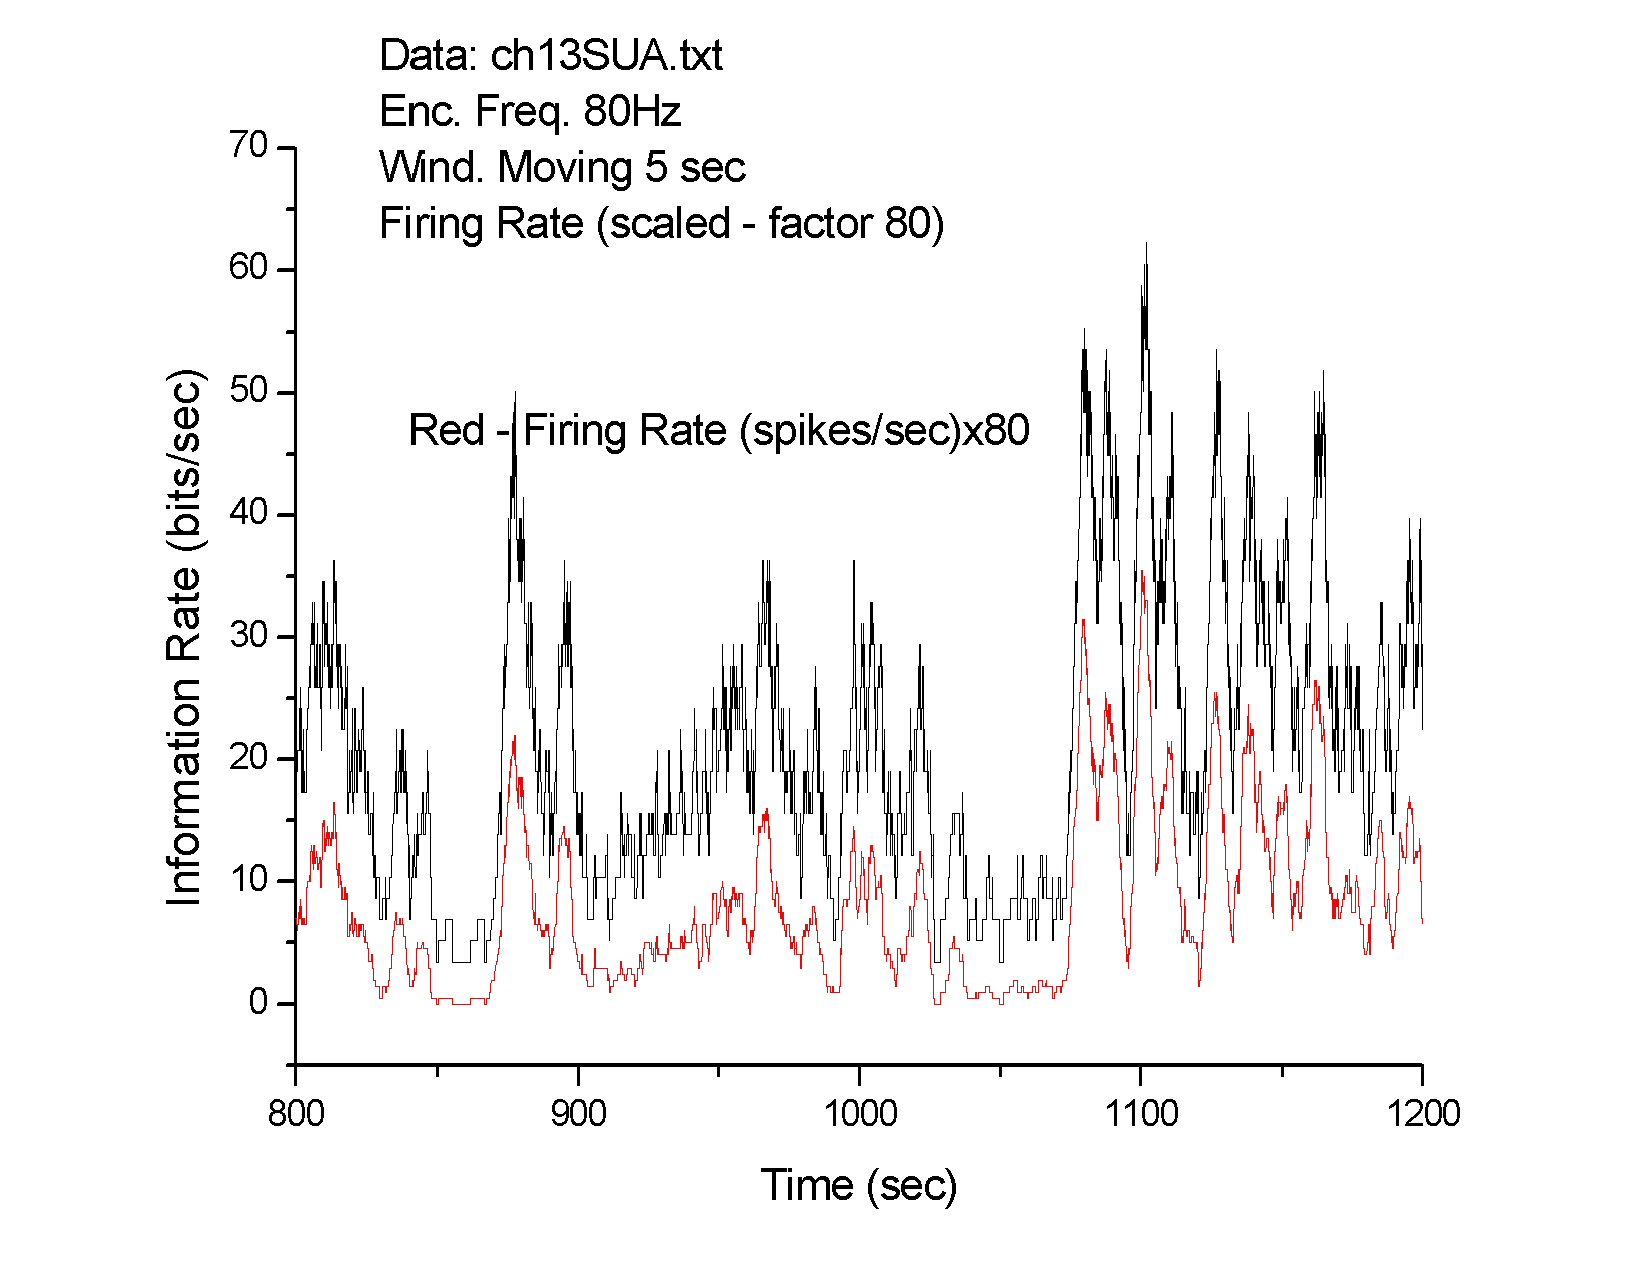 Data: ch13SUA.txt
Enc. Freq. 80Hz
Wind. Moving 5 sec
Firing Rate (scaled - factor 80)
70
60
50
40
30
20
10
0
Information Rate (bits/sec)
Red - Firing Rate (spikes/sec)x80
800 900 1000 1100 1200
Time (sec)